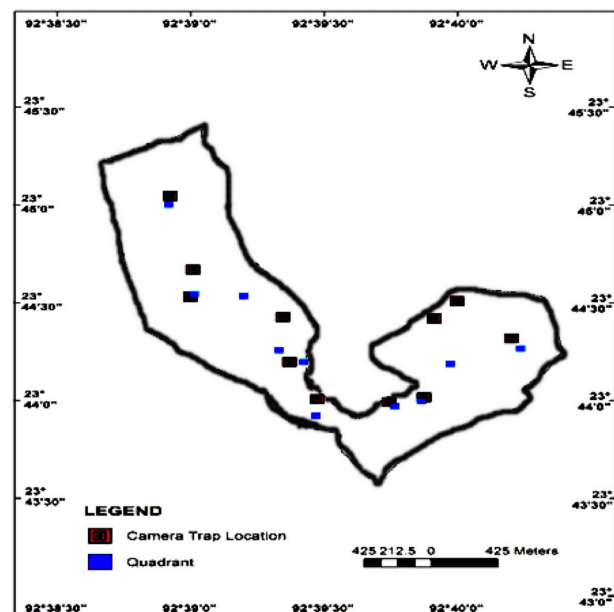 92°38'30" 92°39'0" 92°39'30" 92°40'0"
N
W E
S
23° 45'30" 23° 45'30"
23° 45'0" 23° 45'0"
23° 44'30" 23° 44'30"
23° 44'0" 23° 44'0"
23° 43'30" 23° 43'30"
LEGEND
Camera Trap Location
Quadrant
425 212.5 0 425 Meters
23° 43'0"
92°38'30" 92°39'0" 92°39'30" 92°40'0"